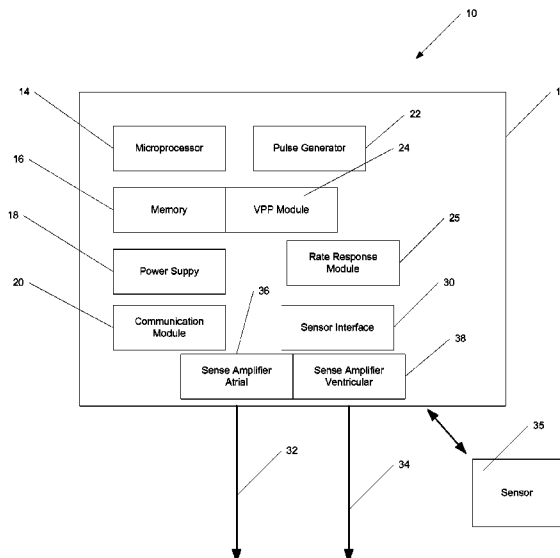 10
14
22
1
Microprocessor
Pulse Generator
16
24
Memory
VPP Module
18
25
Rate Response
Module
Power Suppy
20
36
30
Communication
Module
Sensor Interface
38
Sense Amplifier
Atrial
Sense Amplifier
Ventricular
35
32
34
Sensor